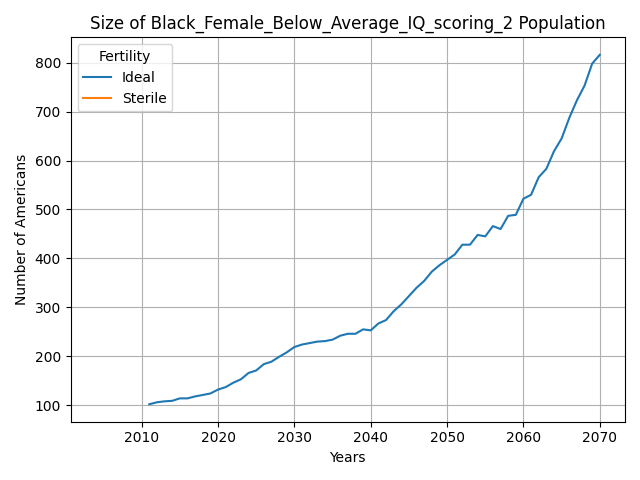 Size of Black_Female_Below_Average_IQ_scoring_2 Population
Fertility
Ideal
Sterile
Number of Americans
800
700
600
500
400
300
200
100
2010 2020 2030 2040 2050 2060 2070
Years